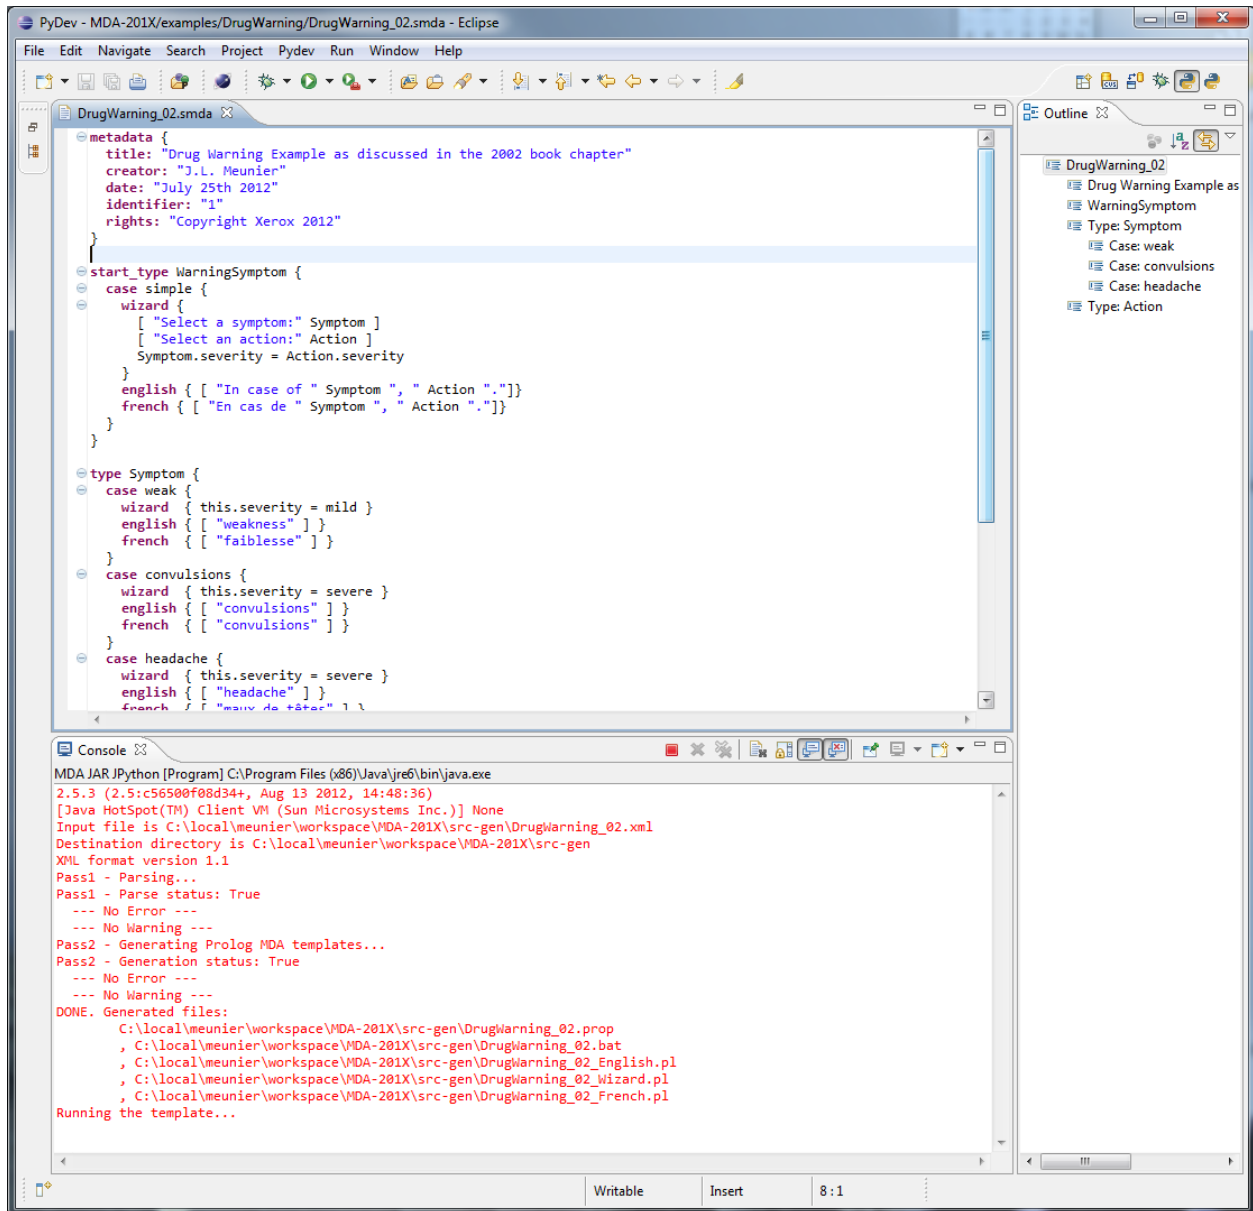 PyDev - MDA-201X/examples/DrugWarning/DrugWarning_02.smda - Eclipse
File Edit Navigate Search Project Pydev Run Window Help
DrugWarning_02.smda
metadata {
  title: "Drug Warning Example as discussed in the 2002 book chapter"
  creator: "J.L. Meunier"
  date: "July 25th 2012"
  identifier: "1"
  rights: "Copyright Xerox 2012"
}
start_type WarningSymptom {
  case simple {
    wizard {
      [ "Select a symptom:" Symptom ]
      [ "Select an action:" Action ]
      Symptom.severity = Action.severity
    }
    english { [ "In case of " Symptom ", " Action "."]}
    french { [ "En cas de " Symptom ", " Action "."]}
  }
}
type Symptom {
  case weak {
    wizard  { this.severity = mild }
    english { [ "weakness" ] }
    french  { [ "faiblesse" ] }
  }
  case convulsions {
    wizard  { this.severity = severe }
    english { [ "convulsions" ] }
    french  { [ "convulsions" ] }
  }
  case headache {
    wizard  { this.severity = severe }
    english { [ "headache" ] }
    french  { [ "maux de têtes" ] }
Outline
DrugWarning_02
Drug Warning Example as
WarningSymptom
Type: Symptom
Case: weak
Case: convulsions
Case: headache
Type: Action
Console
MDA JAR JPython [Program] C:\Program Files (x86)\Java\jre6\bin\java.exe
2.5.3 (2.5:c56500f08d34+, Aug 13 2012, 14:48:36)
[Java HotSpot(TM) Client VM (Sun Microsystems Inc.)] None
Input file is C:\local\meunier\workspace\MDA-201X\src-gen\DrugWarning_02.xml
Destination directory is C:\local\meunier\workspace\MDA-201X\src-gen
XML format version 1.1
Pass1 - Parsing...
Pass1 - Parse status: True
  --- No Error ---
  --- No Warning ---
Pass2 - Generating Prolog MDA templates...
Pass2 - Generation status: True
  --- No Error ---
  --- No Warning ---
DONE. Generated files:
        C:\local\meunier\workspace\MDA-201X\src-gen\DrugWarning_02.prop
        , C:\local\meunier\workspace\MDA-201X\src-gen\DrugWarning_02.bat
        , C:\local\meunier\workspace\MDA-201X\src-gen\DrugWarning_02_English.pl
        , C:\local\meunier\workspace\MDA-201X\src-gen\DrugWarning_02_Wizard.pl
        , C:\local\meunier\workspace\MDA-201X\src-gen\DrugWarning_02_French.pl
Running the template...
Writable Insert 8 : 1